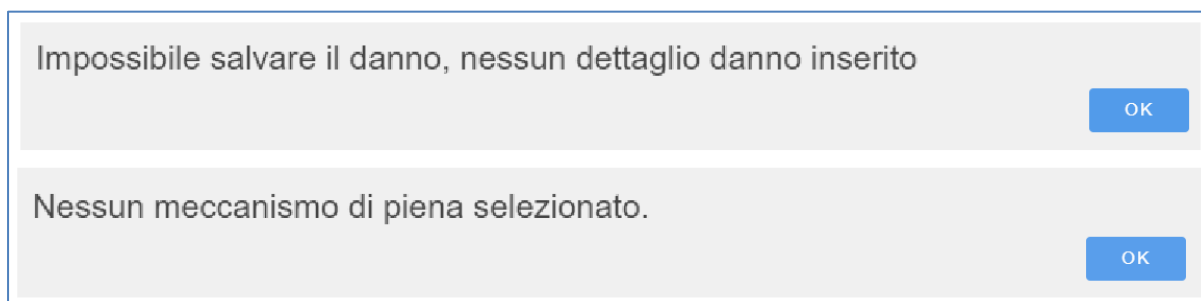 Impossibile salvare il danno, nessun dettaglio danno inserito
OK
Nessun meccanismo di piena selezionato.
OK